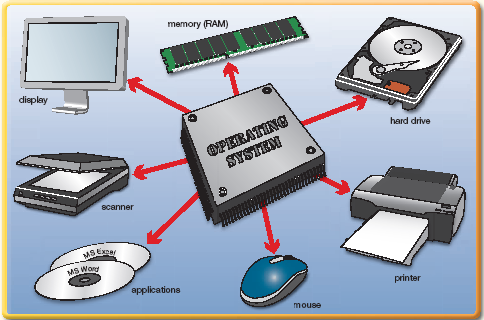 memory (RAM)
display
hard drive
OPERATING
SYSTEM
scanner
MS Excel
MS Word
applications
mouse
printer